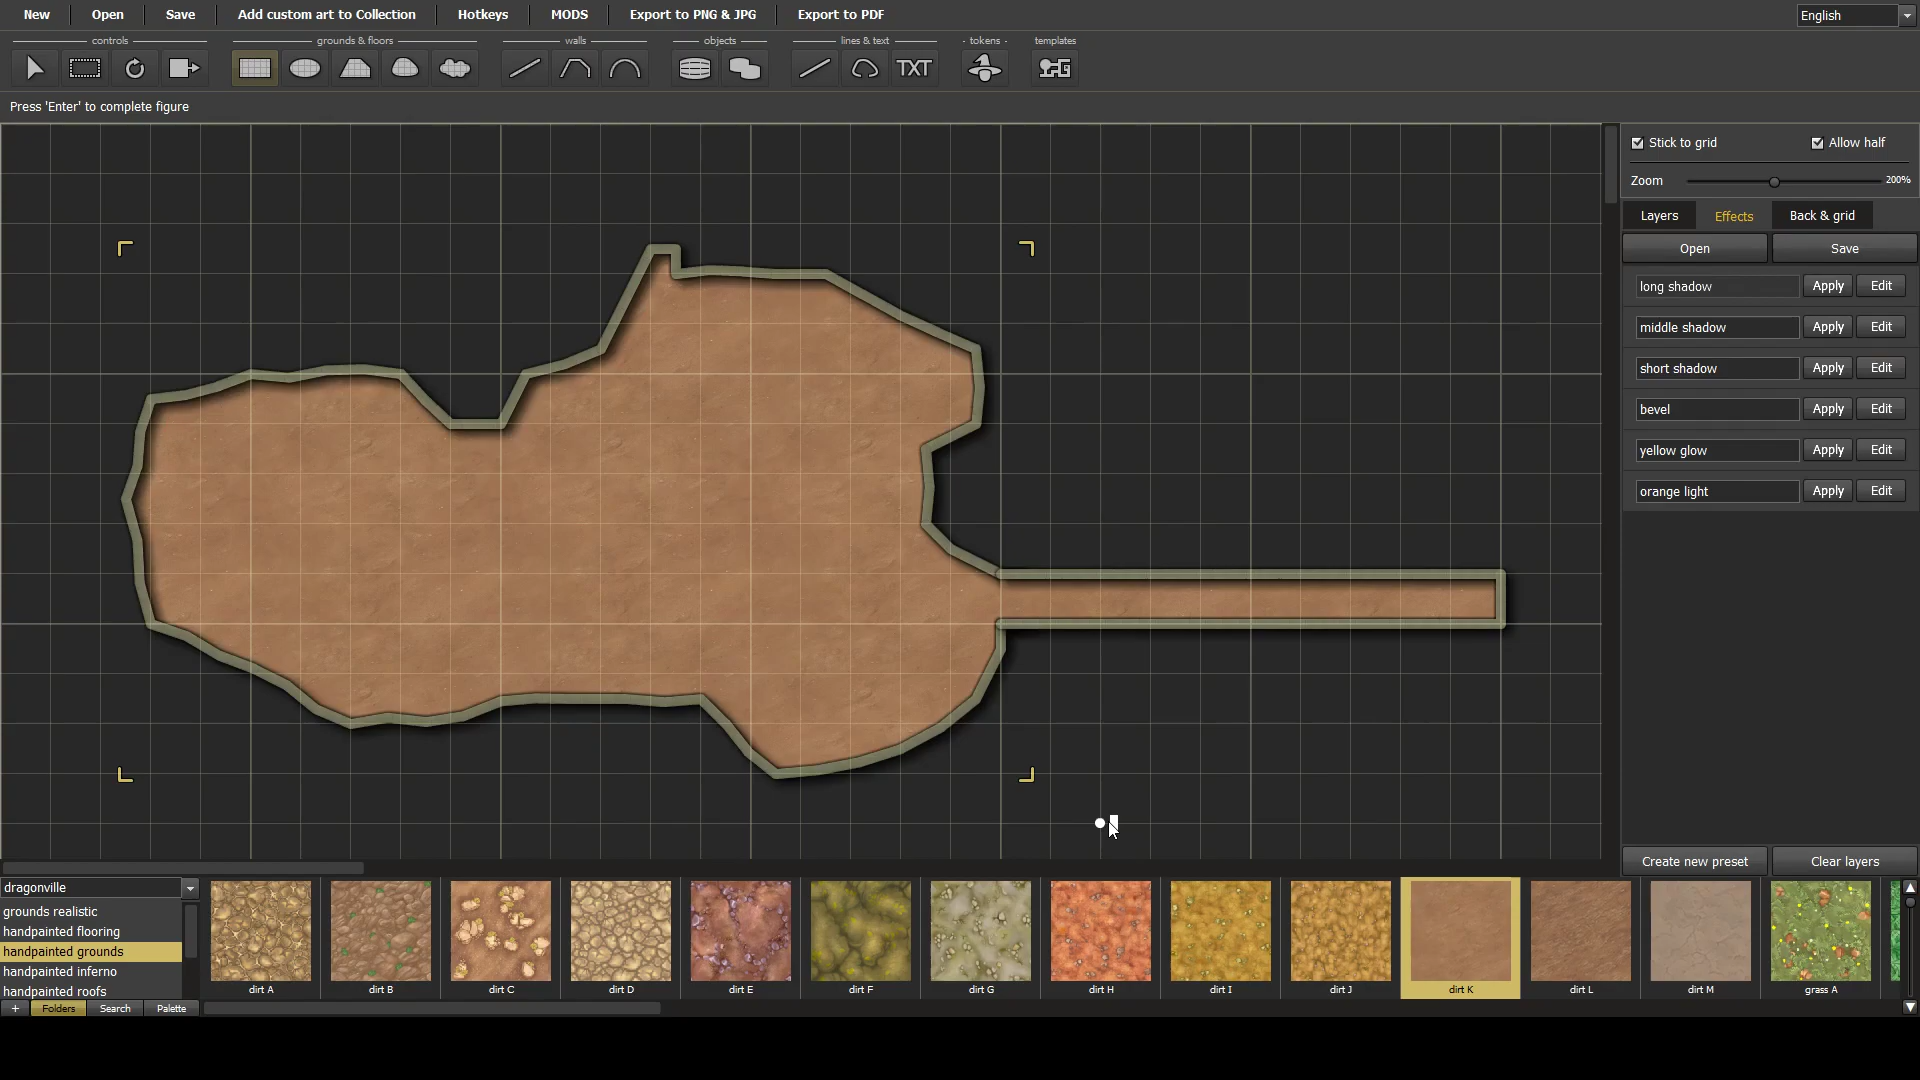 New Open Save Add custom art to Collection Hotkeys MODS Export to PNG & JPG Export to PDF English
controls grounds & floors walls objects lines & text tokens templates
TXT
Press 'Enter' to complete figure
Stick to grid Allow half
Zoom 200%
Layers Effects Back & grid
Open Save
long shadow Apply Edit
middle shadow Apply Edit
short shadow Apply Edit
bevel Apply Edit
yellow glow Apply Edit
orange light Apply Edit
Create new preset Clear layers
dragonville
grounds realistic
handpainted flooring
handpainted grounds
handpainted inferno
handpainted roofs
dirt A dirt B dirt C dirt D dirt E dirt F dirt G dirt H dirt I dirt J dirt K dirt L dirt M grass A
+ Folders Search Palette